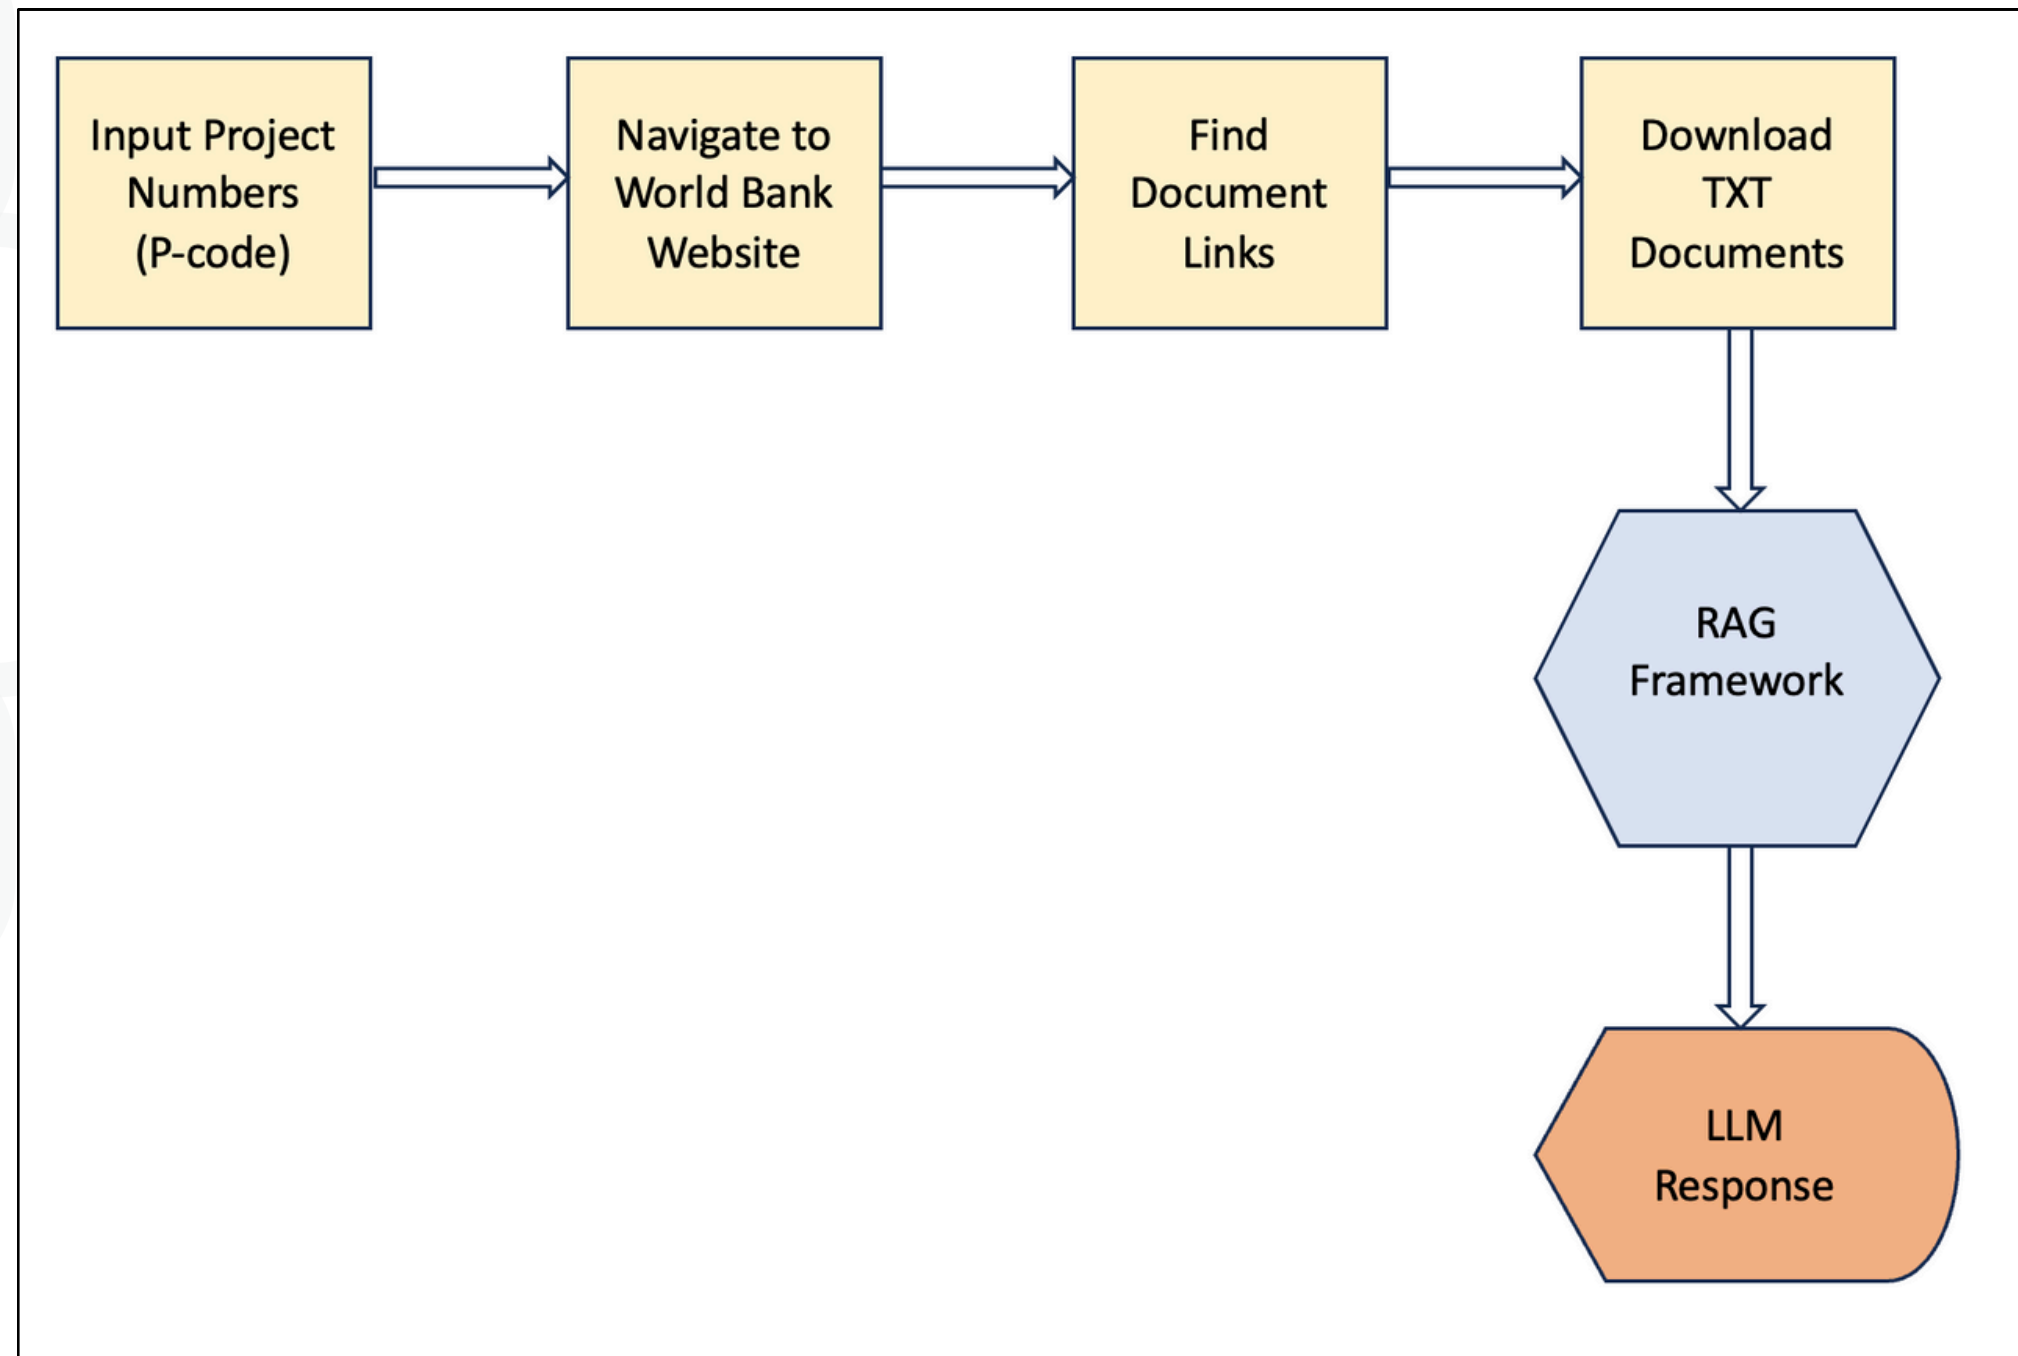 Input Project
Numbers
(P-code)
Navigate to
World Bank
Website
Find
Document
Links
Download
TXT
Documents
RAG
Framework
LLM
Response